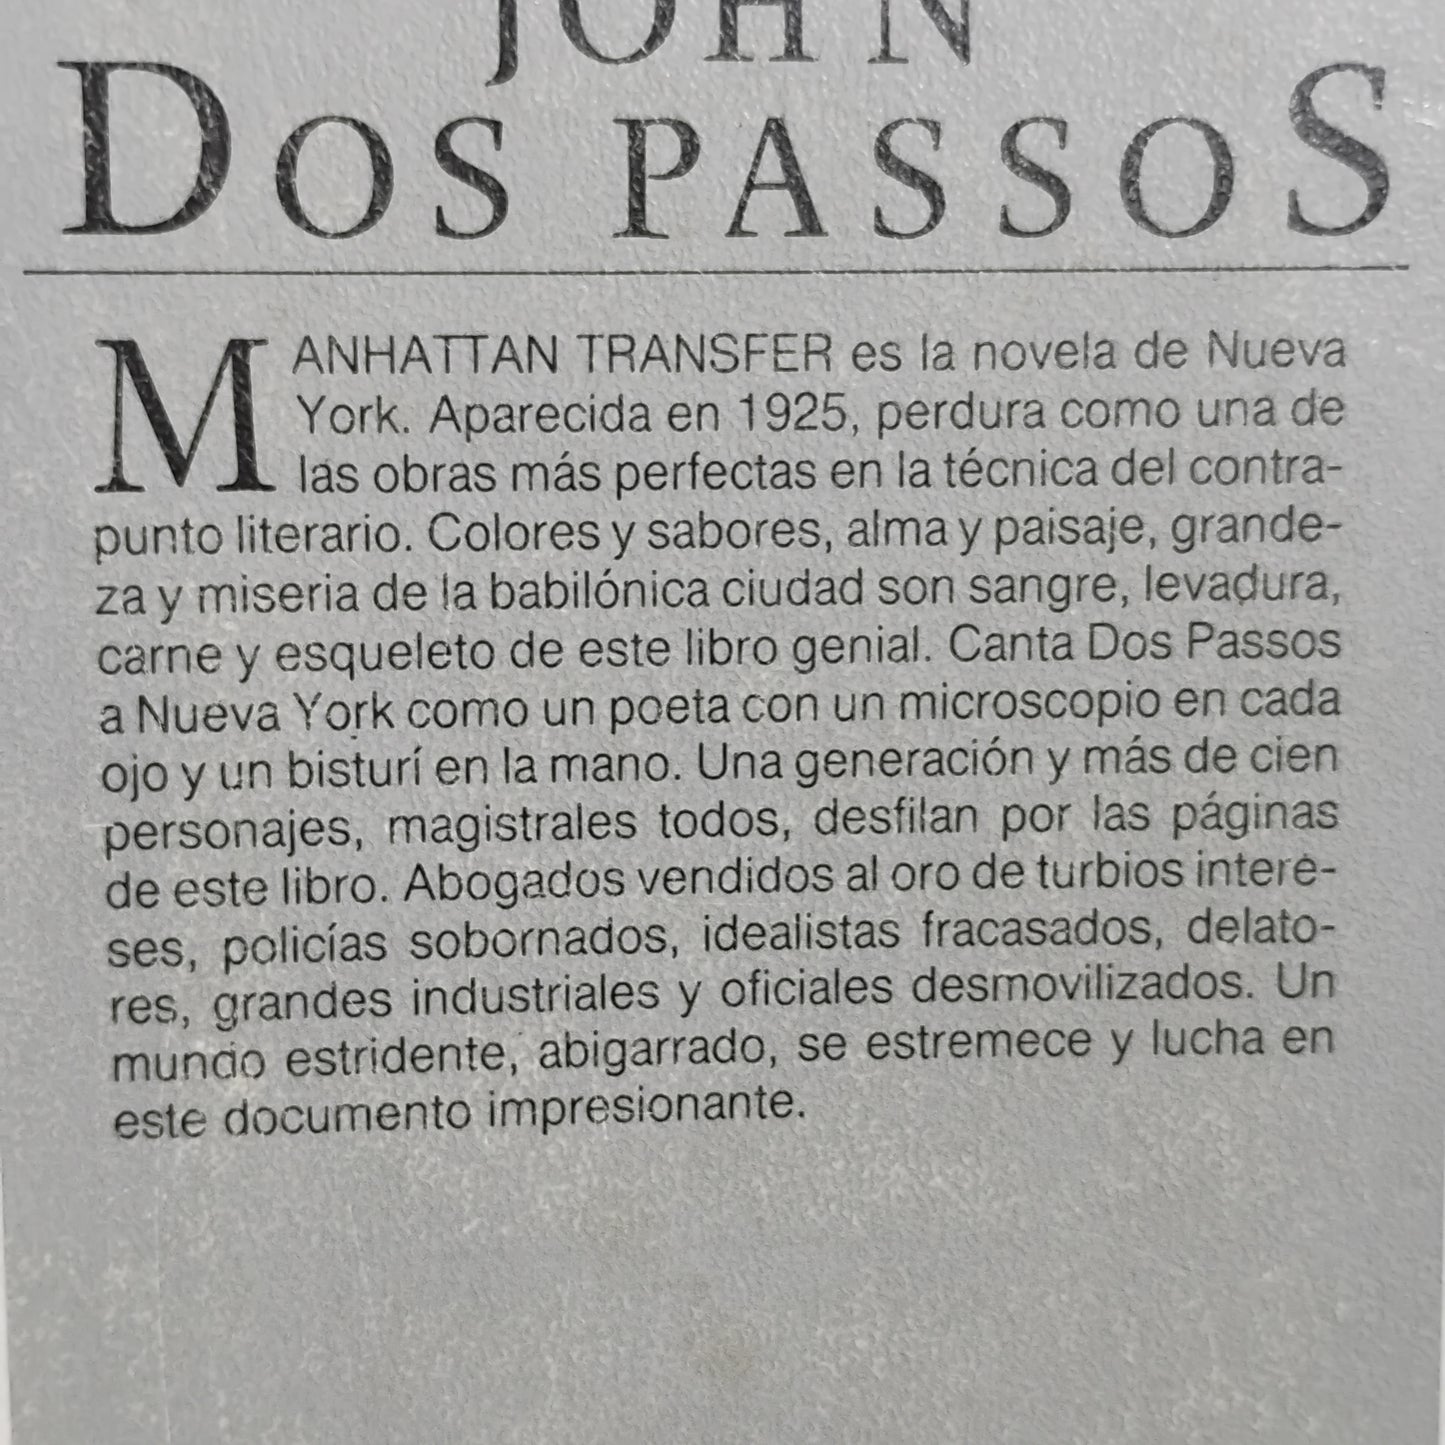 JOHN
DOS PASSOS
MANHATTAN TRANSFER es la novela de Nueva
York. Aparecida en 1925, perdura como una de
las obras más perfectas en la técnica del contra-
punto literario. Colores y sabores, alma y paisaje, grande-
za y miseria de la babilónica ciudad son sangre, levadura,
carne y esqueleto de este libro genial. Canta Dos Passos
a Nueva York como un poeta con un microscopio en cada
ojo y un bisturí en la mano. Una generación y más de cien
personajes, magistrales todos, desfilan por las páginas
de este libro. Abogados vendidos al oro de turbios intere-
ses, policías sobornados, idealistas fracasados, delato-
res, grandes industriales y oficiales desmovilizados. Un
mundo estridente, abigarrado, se estremece y lucha en
este documento impresionante.